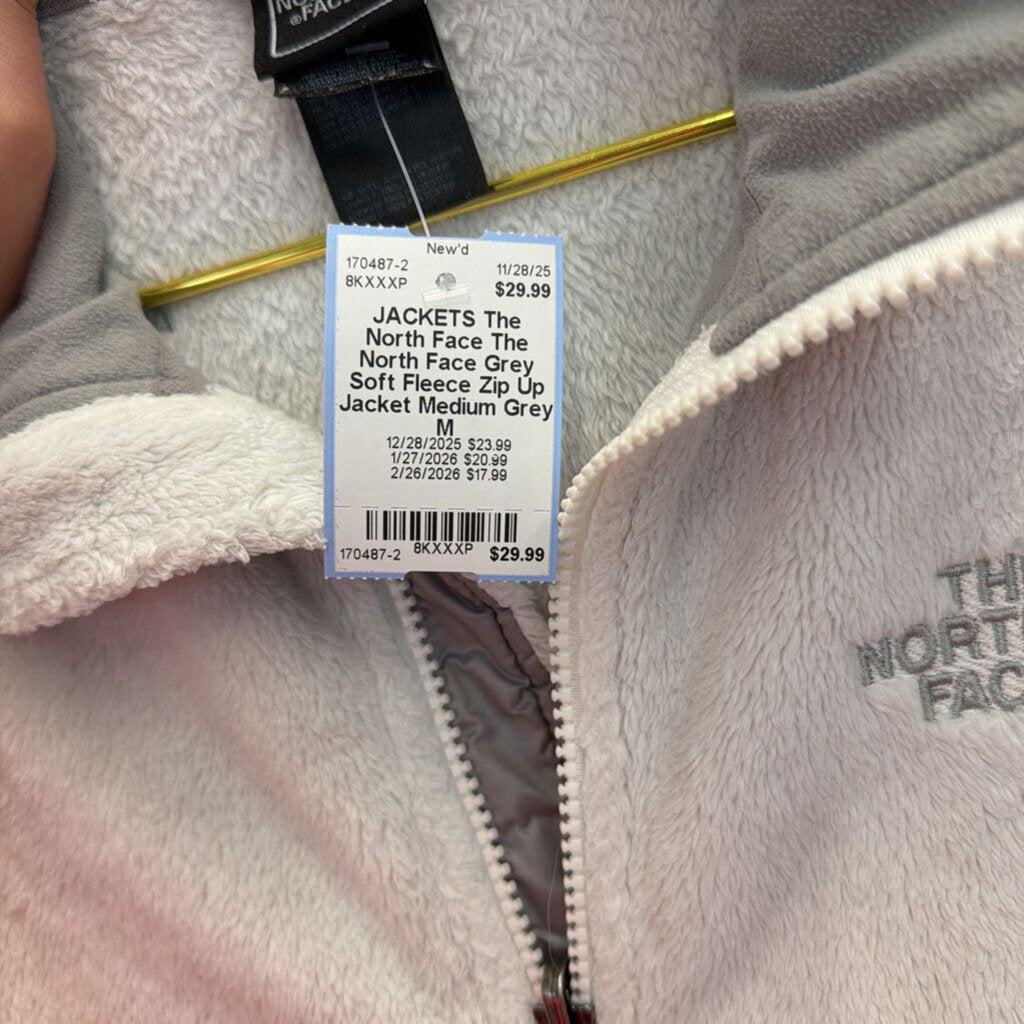 ®FACE
New'd
170487-2
11/28/25
8KXXXP
$29.99
JACKETS The
North Face The
North Face Grey
Soft Fleece Zip Up
Jacket Medium Grey
M
12/28/2025 $23.99
1/27/2026 $20.99
2/26/2026 $17.99
170487-2 8KXXXP $29.99
THE
NORTH
FACE